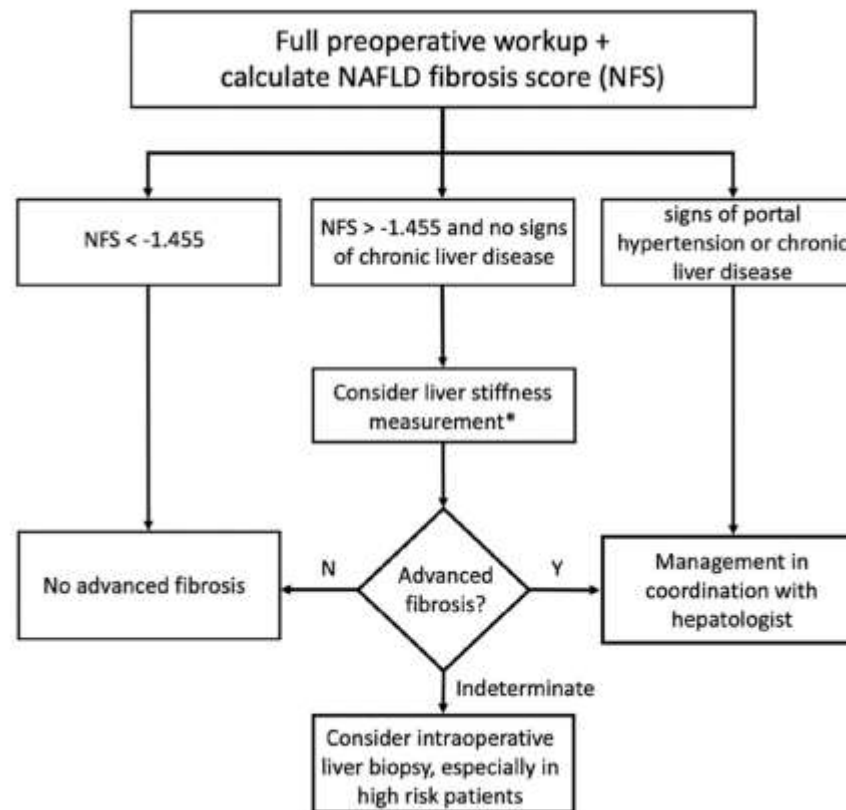 Full preoperative workup +
calculate NAFLD fibrosis score (NFS)
NFS < -1.455
NFS > -1.455 and no signs
of chronic liver disease
signs of portal
hypertension or chronic
liver disease
Consider liver stiffness
measurement*
No advanced fibrosis
N
Advanced
fibrosis?
Y
Management in
coordination with
hepatologist
Indeterminate
Consider intraoperative
liver biopsy, especially in
high risk patients